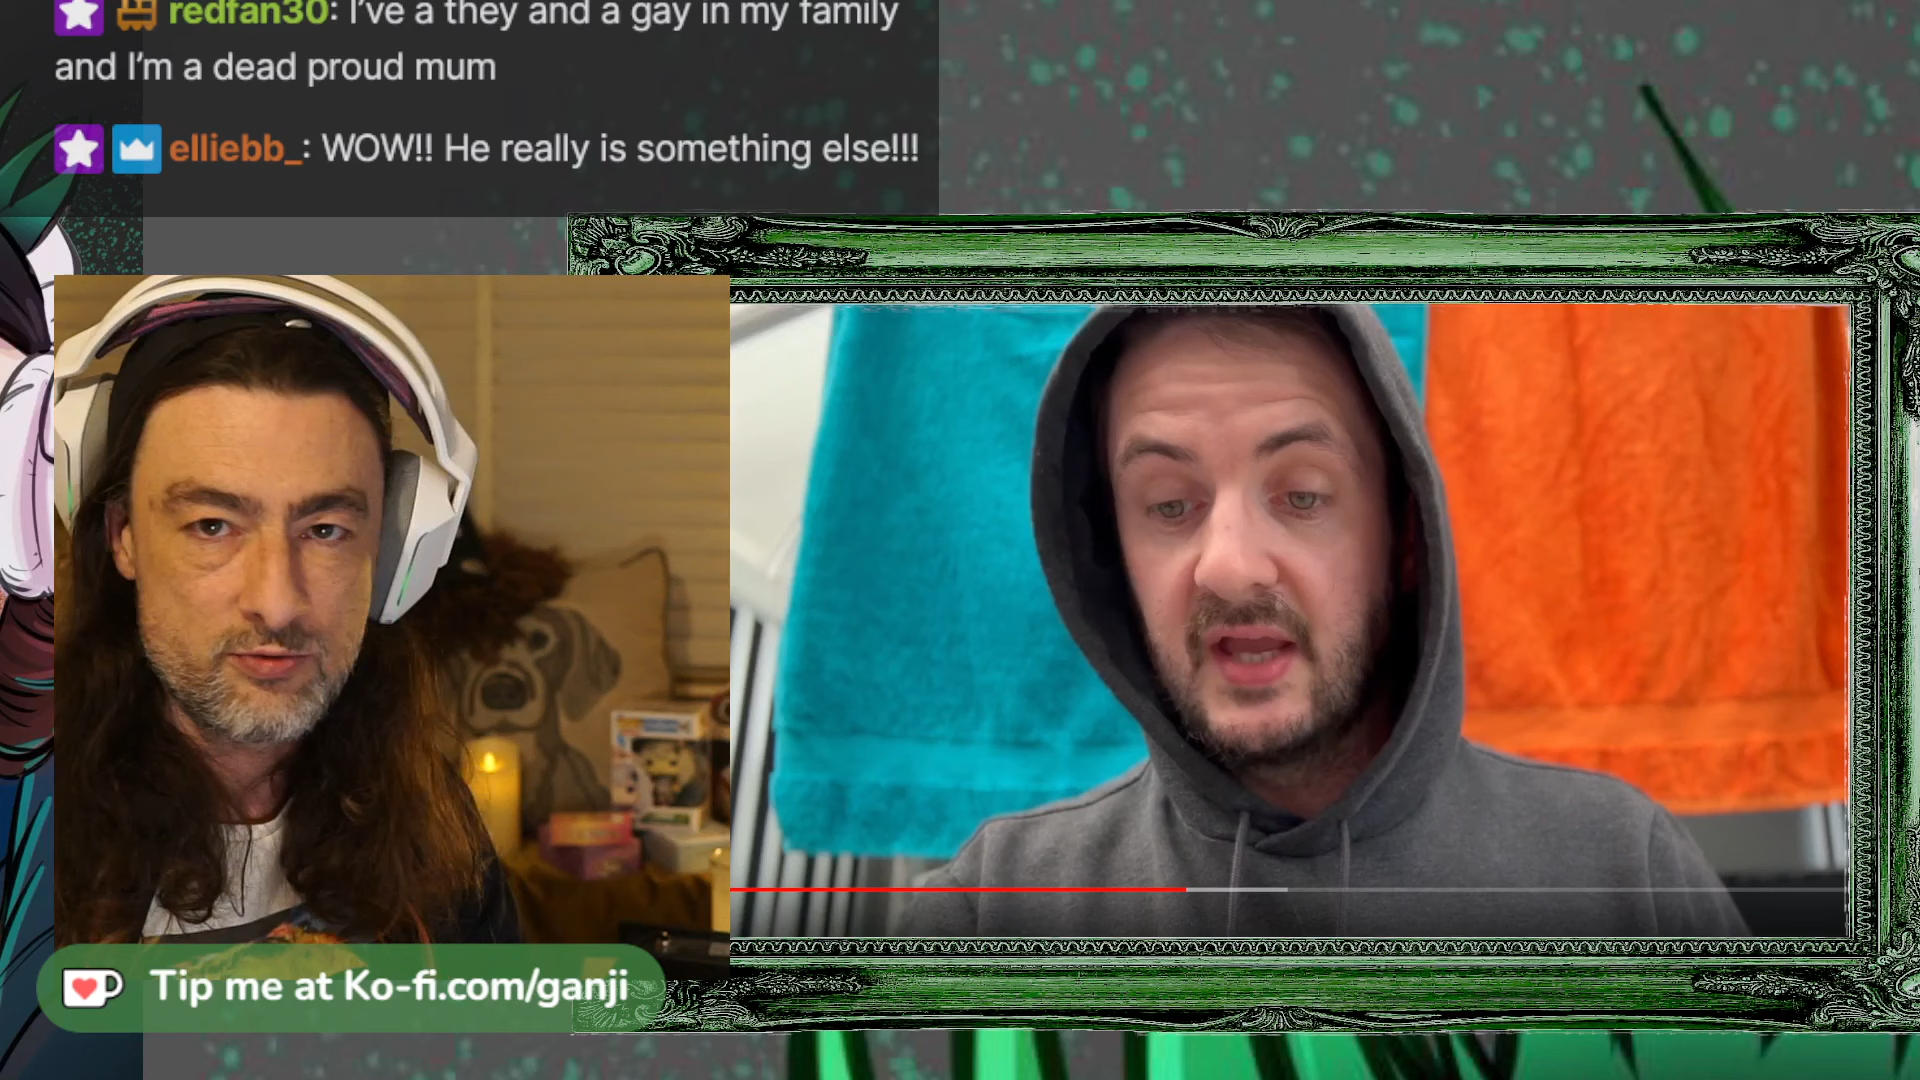 redfan30: I've a they and a gay in my family
and I'm a dead proud mum
elliebb_: WOW!! He really is something else!!!
Tip me at Ko-fi.com/ganji